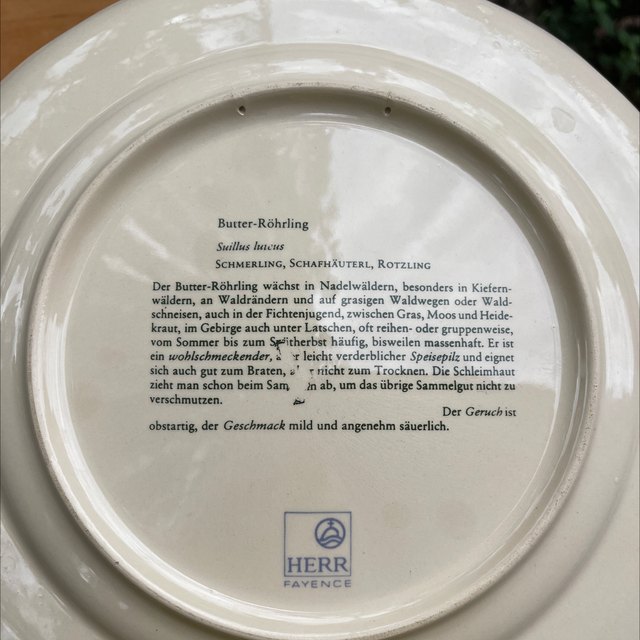 Butter-Röhrling
Suillus luteus
SCHMERLING, SCHAFHÄUTERL, ROTZLING
Der Butter-Röhrling wächst in Nadelwäldern, besonders in Kiefern-
wäldern, an Waldrändern und auf grasigen Waldwegen oder Wald-
schneisen, auch in der Fichtenjugend, zwischen Gras, Moos und Heide-
kraut, im Gebirge auch unter Latschen, oft reihen- oder gruppenweise,
vom Sommer bis zum Spätherbst häufig, bisweilen massenhaft. Er ist
ein wohlschmeckender, leicht verderblicher Speisepilz und eignet
sich auch gut zum Braten, nicht zum Trocknen. Die Schleimhaut
zieht man schon beim ab, um das übrige Sammelgut nicht zu
verschmutzen.
Der Geruch ist
obstartig, der Geschmack mild und angenehm säuerlich.
HERR
FAYENCE